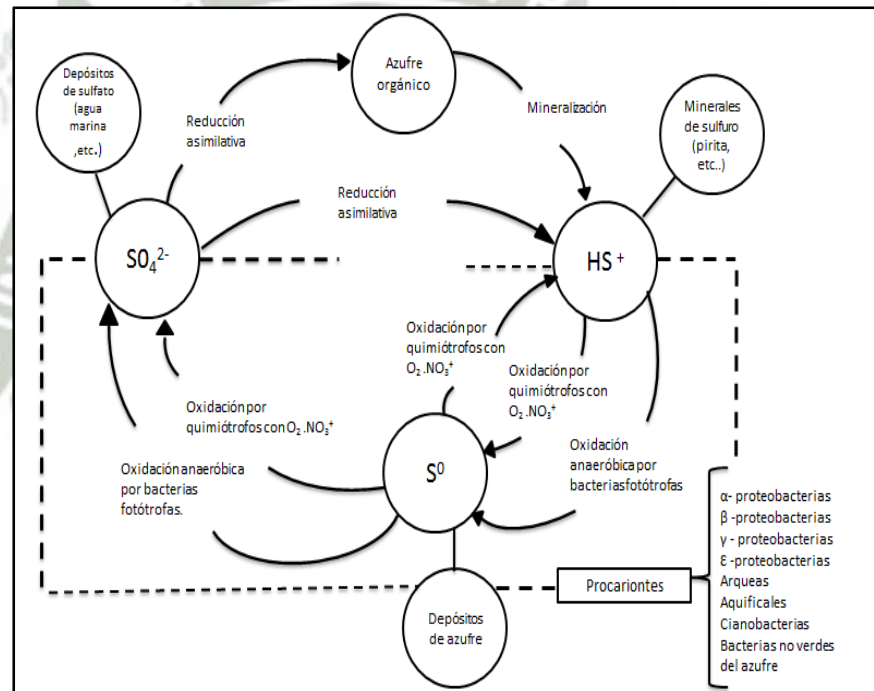 Depósitos
de sulfato
(agua
marina
,etc.)
Azufre
orgánico
Reducción
asimilativa
Mineralización
Minerales
de sulfuro
(pirita,
etc..)
Reducción
asimilativa
SO₄²⁻
HS⁺
Oxidación por
quimiótrofos con
O₂ .NO₃⁺
Oxidación por
quimiótrofos con
O₂ .NO₃⁺
Oxidación por
quimiótrofos con O₂ .NO₃⁺
Oxidación anaeróbica
por bacterias
fotótrofas.
S⁰
Oxidación
anaeróbica por
bacterias fotótrofas
Depósitos
de azufre
Procariontes
α- proteobacterias
β -proteobacterias
γ - proteobacterias
ε -proteobacterias
Arqueas
Aquificales
Cianobacterias
Bacterias no verdes
del azufre